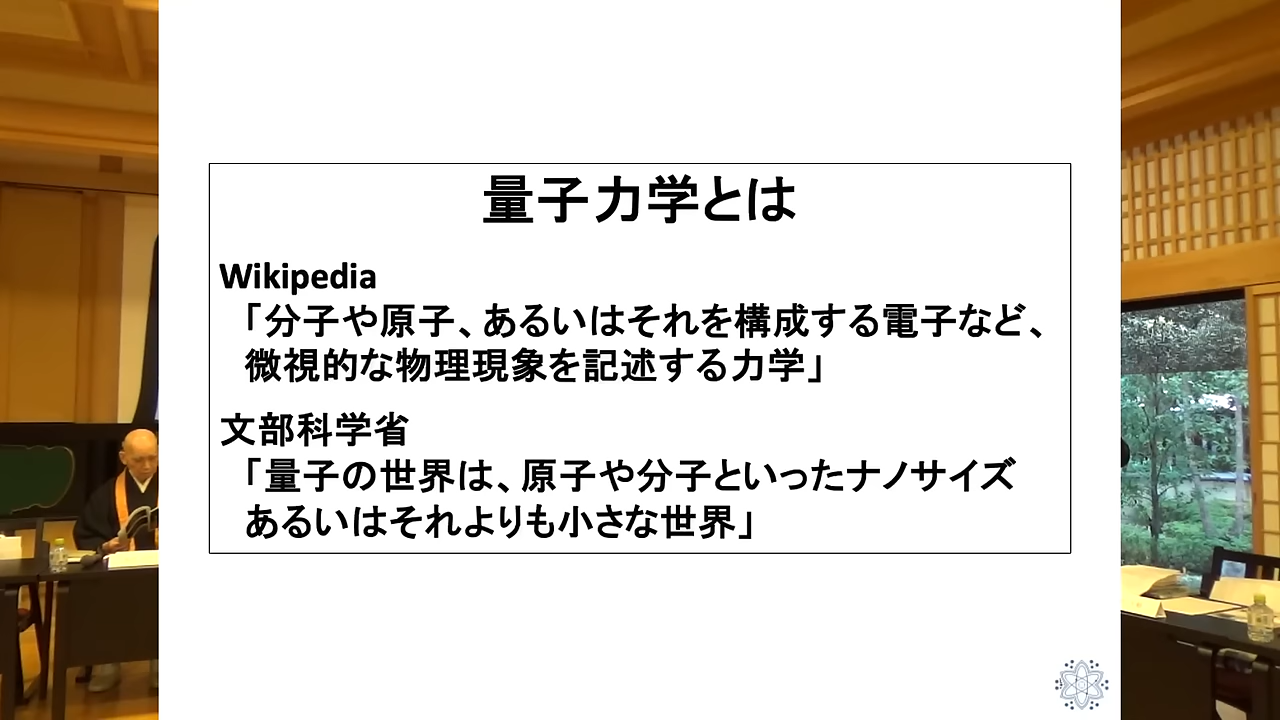 量子力学とは
Wikipedia
「分子や原子、あるいはそれを構成する電子など、
微視的な物理現象を記述する力学」
文部科学省
「量子の世界は、原子や分子といったナノサイズ
あるいはそれよりも小さな世界」